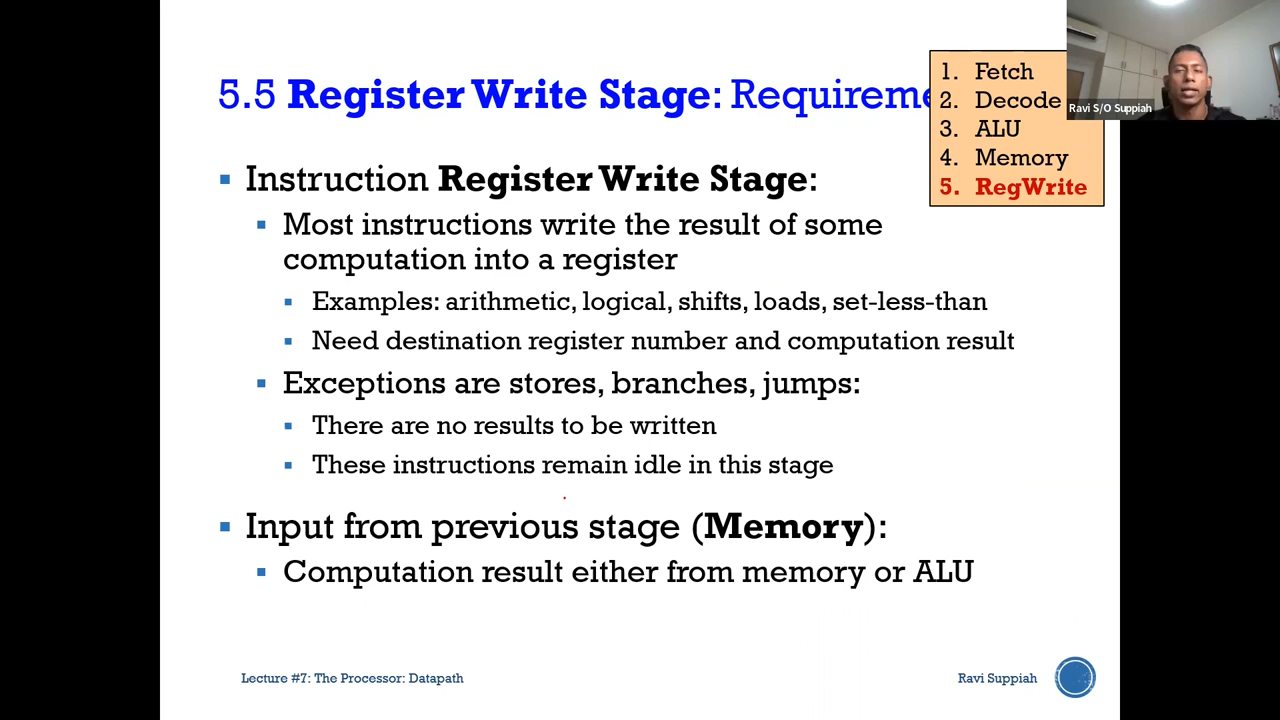 5.5 Register Write Stage: Requireme
1. Fetch
2. Decode
3. ALU
4. Memory
5. RegWrite
Ravi S/O Suppiah
Instruction Register Write Stage:
Most instructions write the result of some
computation into a register
Examples: arithmetic, logical, shifts, loads, set-less-than
Need destination register number and computation result
Exceptions are stores, branches, jumps:
There are no results to be written
These instructions remain idle in this stage
Input from previous stage (Memory):
Computation result either from memory or ALU
Lecture #7: The Processor: Datapath
Ravi Suppiah